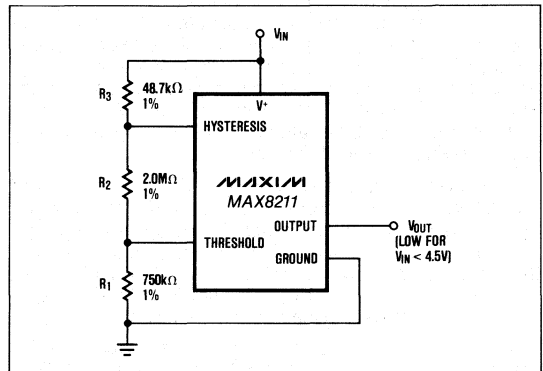 VIN
R3 48.7kΩ
1%
V+
HYSTERESIS
R2 2.0MΩ
1%
MAXIM
MAX8211
OUTPUT
VOUT
(LOW FOR
VIN < 4.5V)
THRESHOLD
GROUND
R1 750kΩ
1%